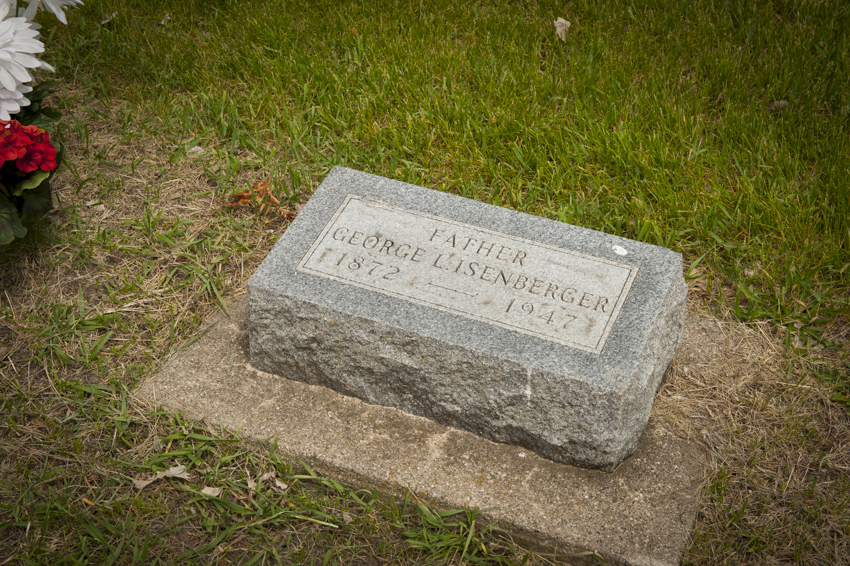 FATHER
GEORGE L. ISENBERGER
1872 — 1947